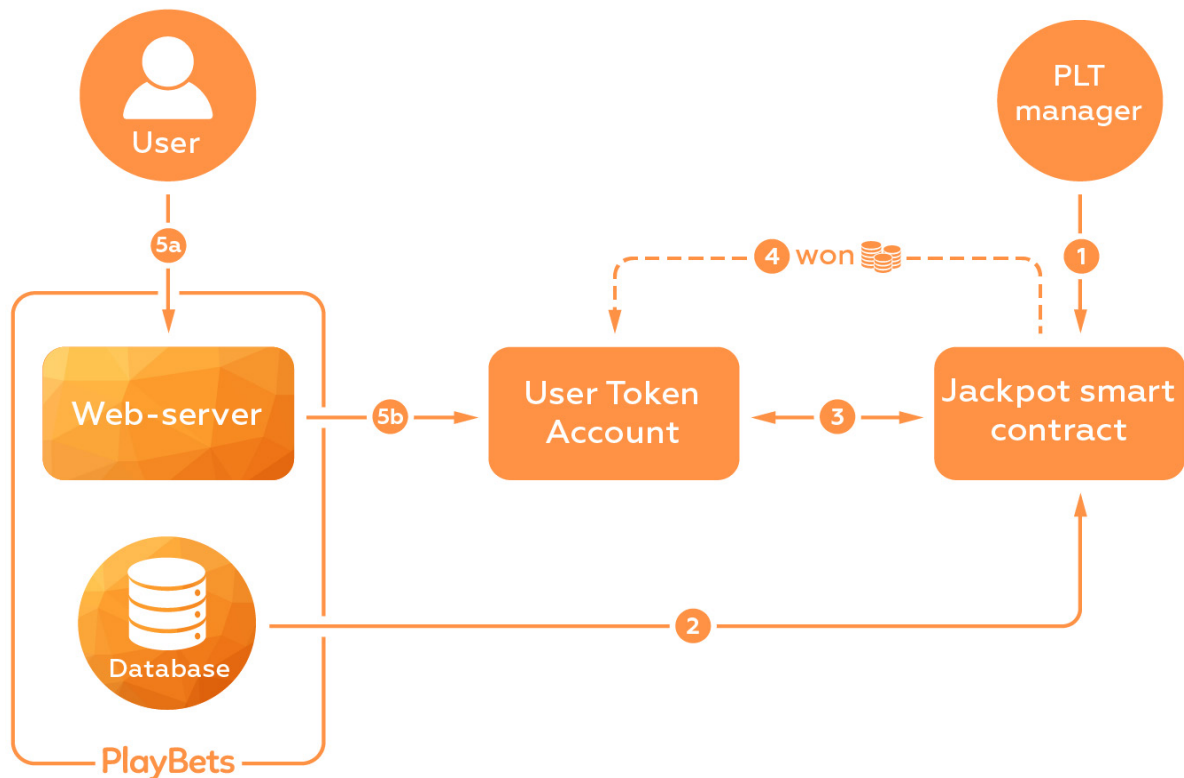 User
PLT
manager
5a
4 won
1
Web-server
5b
User Token
Account
3
Jackpot smart
contract
Database
2
PlayBets